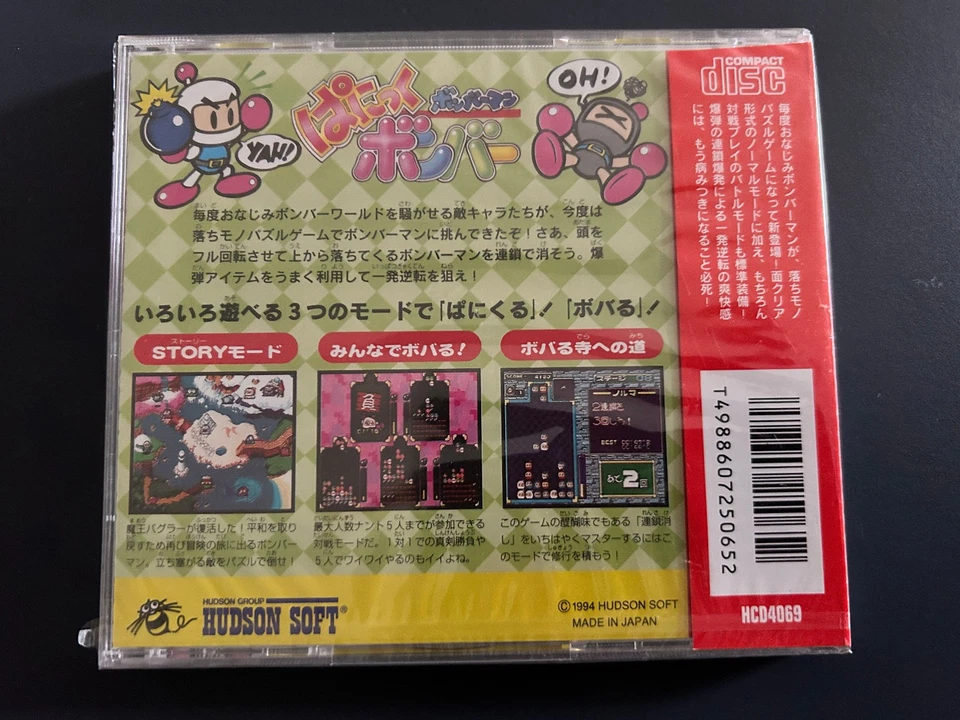 YAH!
ぱにっく
ボンバーマン
ボンバー
OH!
毎度おなじみボンバーワールドを騒がせる敵キャラたちが、今度は
落ちモノパズルゲームでボンバーマンに挑んできたぞ!さあ、頭を
フル回転させて上から落ちてくるボンバーマンを連鎖で消そう。爆
弾アイテムをうまく利用して一発逆転を狙え!
いろいろ遊べる3つのモードで「ぱにくる」!「ボバる」!
STORYモード
魔王バグラーが復活した!平和を取り
戻すため再び冒険の旅に出るボンバー
マン。立ち塞がる敵をパズルで倒せ!
みんなでボバる!
負
最大人数ナント5人までが参加できる
対戦モードだ。1対1での真剣勝負や
5人でワイワイやるのもイイよね。
ボバる寺への道
SCORE
ステージ 08
ノルマ
BEST
あと2回
このゲームの醍醐味でもある「連鎖消
し」をいちはやくマスターするにはこ
のモードで修行を積もう!
HUDSON GROUP
HUDSON SOFT®
©1994 HUDSON SOFT
MADE IN JAPAN
COMPACT
disc
毎度おなじみボンバーマンが、落ちモノ
パズルゲームになって新登場!面クリア
形式のノーマルモードに加え、もちろん
対戦プレイのバトルモードも標準装備!
爆弾の連鎖爆発による一発逆転の爽快感
には、もう病みつきになること必死!
T4988607250652
HCD4069